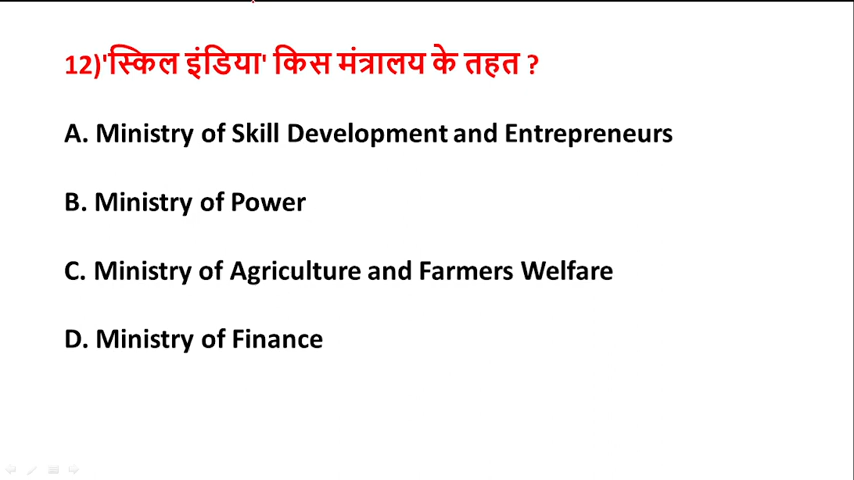 12)'स्किल इंडिया' किस मंत्रालय के तहत ?
A. Ministry of Skill Development and Entrepreneurs
B. Ministry of Power
C. Ministry of Agriculture and Farmers Welfare
D. Ministry of Finance